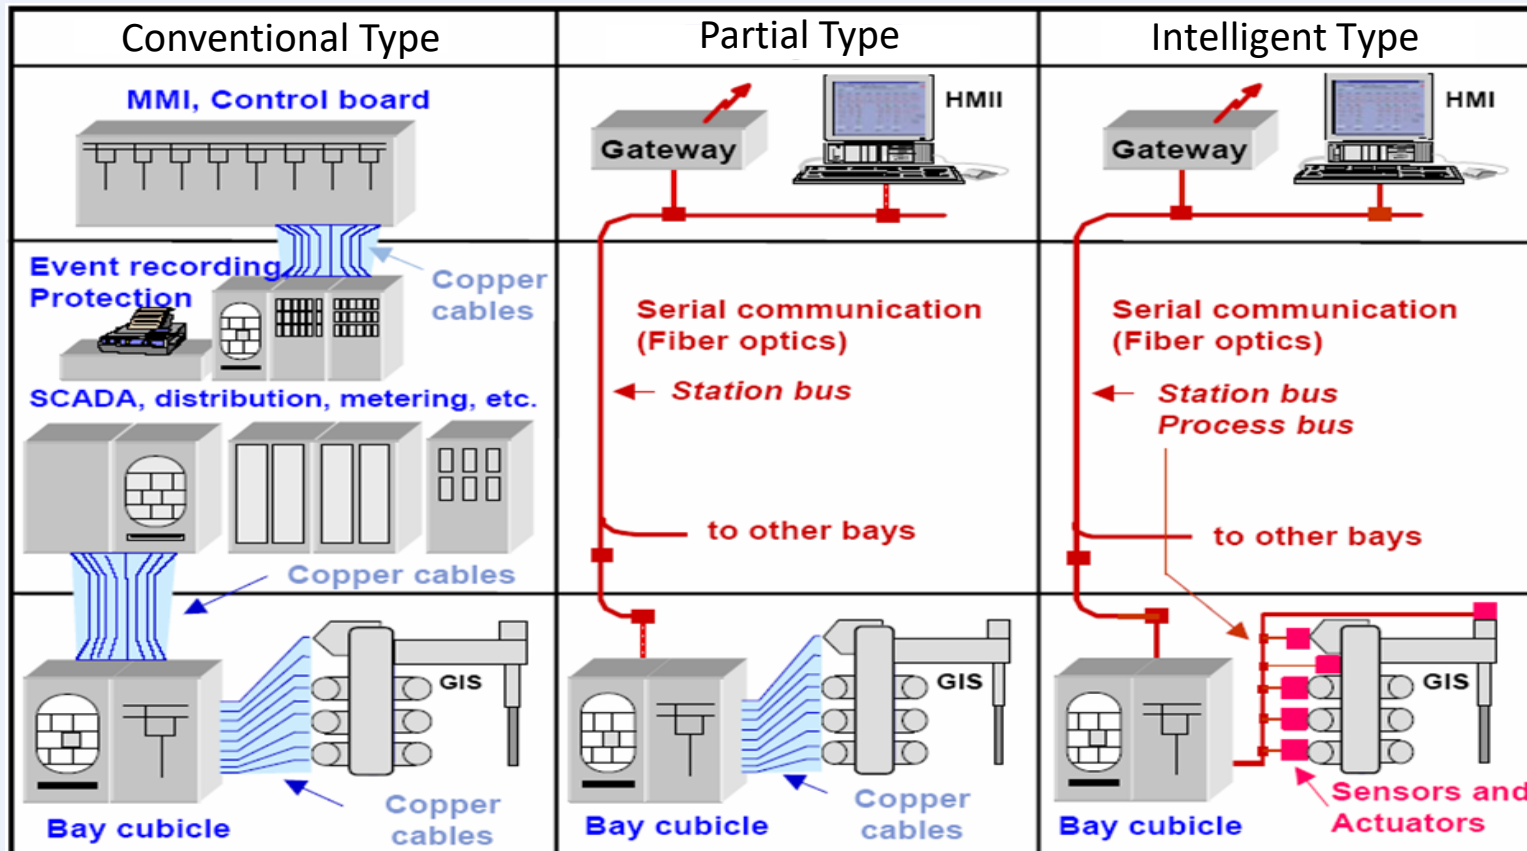 Conventional Type
Partial Type
Intelligent Type
MMI, Control board
Event recording,
Protection
Copper
cables
SCADA, distribution, metering, etc.
Copper cables
GIS
Copper
cables
Bay cubicle
Gateway
HMII
Serial communication
(Fiber optics)
Station bus
to other bays
GIS
Copper
cables
Bay cubicle
Gateway
HMI
Serial communication
(Fiber optics)
Station bus
Process bus
to other bays
GIS
Sensors and
Actuators
Bay cubicle